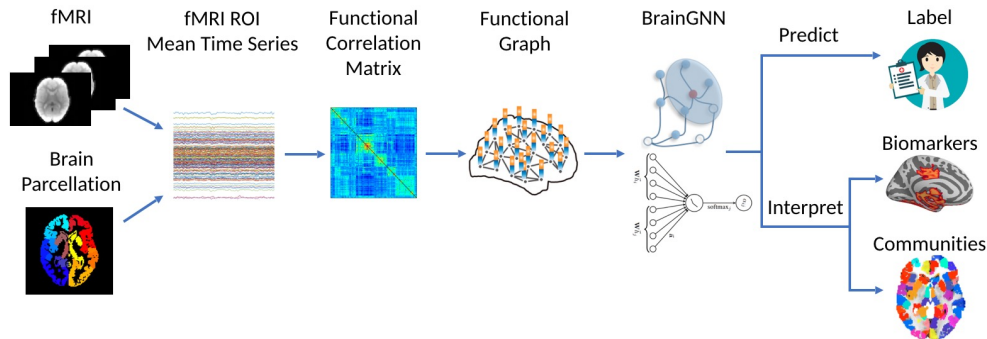 fMRI
fMRI ROI
Mean Time Series
Functional
Correlation
Matrix
Functional
Graph
BrainGNN
Label
Predict
Brain
Parcellation
Biomarkers
Interpret
Communities